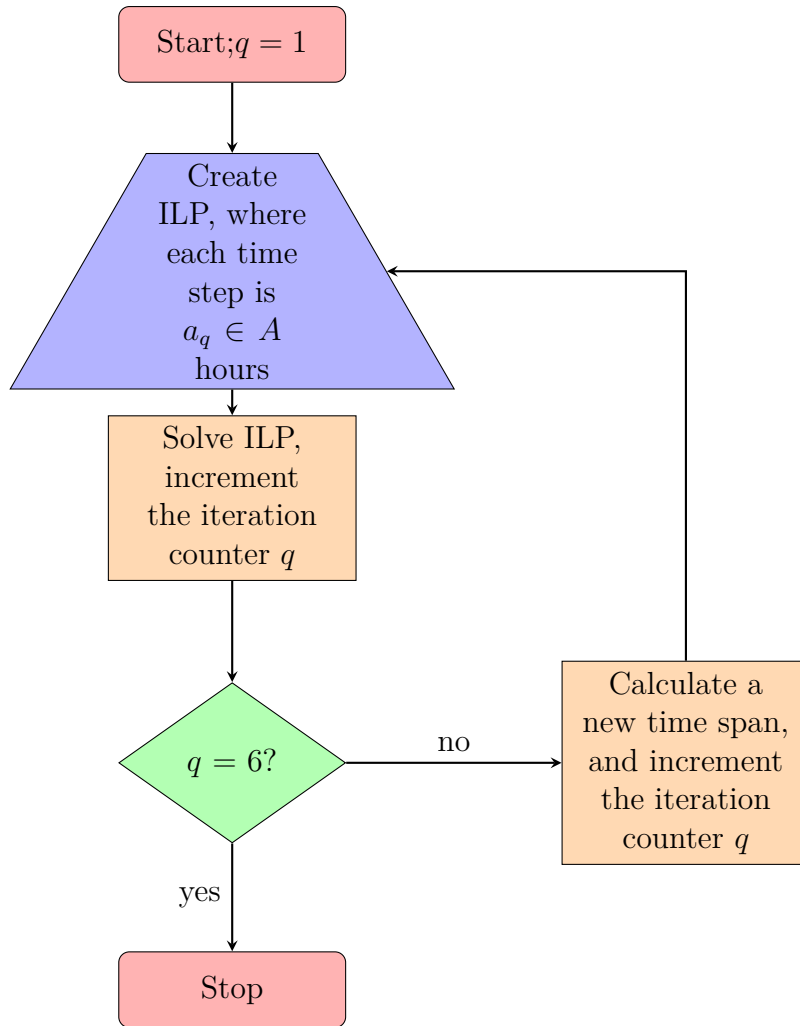 Start;q = 1
Create
ILP, where
each time
step is
a_q ∈ A
hours
Solve ILP,
increment
the iteration
counter q
q = 6?
no
Calculate a
new time span,
and increment
the iteration
counter q
yes
Stop